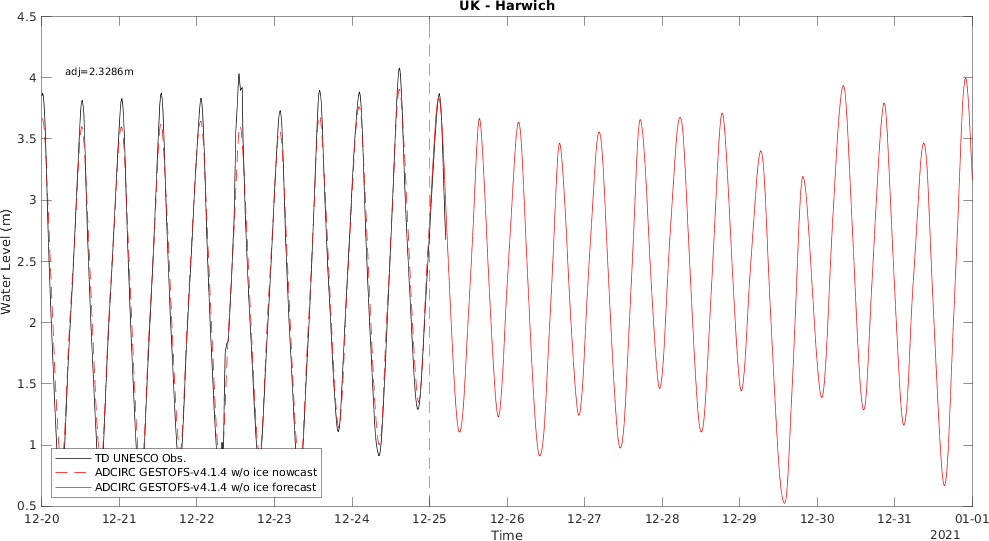 UK - Harwich
4.5
4
3.5
3
2.5
2
1.5
1
0.5
Water Level (m)
adj=2.3286m
TD UNESCO Obs.
ADCIRC GESTOFS-v4.1.4 w/o ice nowcast
ADCIRC GESTOFS-v4.1.4 w/o ice forecast
12-20 12-21 12-22 12-23 12-24 12-25 12-26 12-27 12-28 12-29 12-30 12-31 01-01
Time
2021